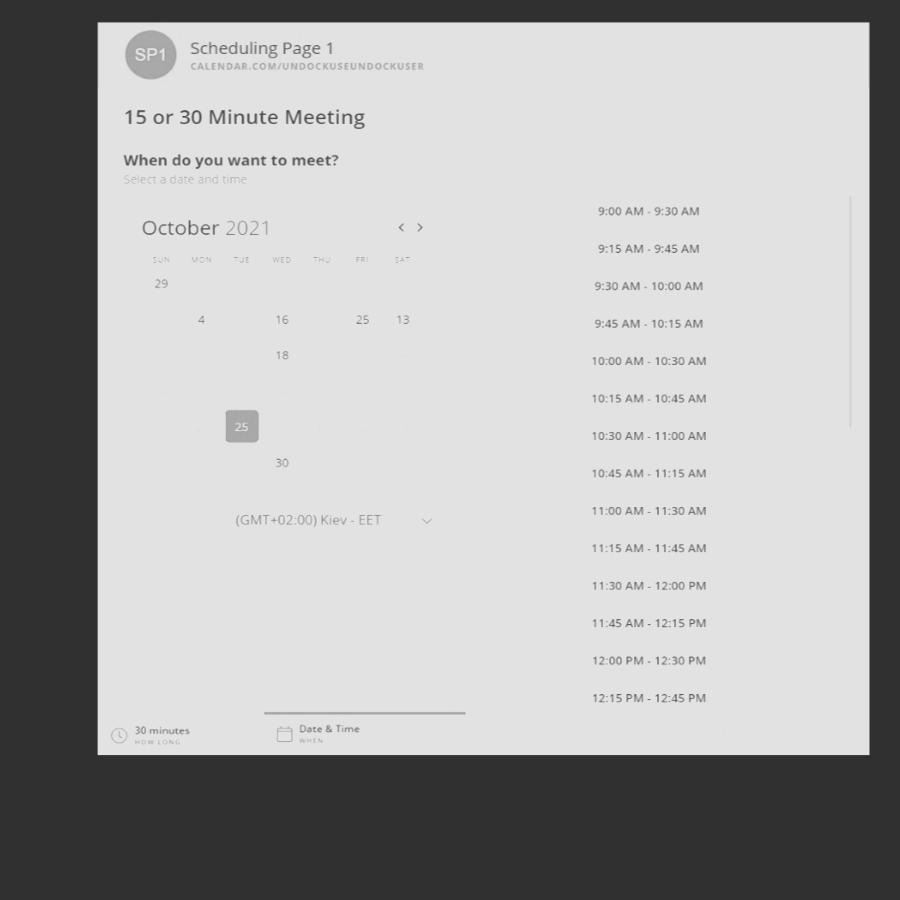 SP1
Scheduling Page 1
CALENDAR.COM/UNDOCKUSEUNDOCKUSER
15 or 30 Minute Meeting
When do you want to meet?
Select a date and time
October 2021
SUN MON TUE WED THU FRI SAT
29
4 16 25 13
18
25
30
(GMT+02:00) Kiev - EET
9:00 AM - 9:30 AM
9:15 AM - 9:45 AM
9:30 AM - 10:00 AM
9:45 AM - 10:15 AM
10:00 AM - 10:30 AM
10:15 AM - 10:45 AM
10:30 AM - 11:00 AM
10:45 AM - 11:15 AM
11:00 AM - 11:30 AM
11:15 AM - 11:45 AM
11:30 AM - 12:00 PM
11:45 AM - 12:15 PM
12:00 PM - 12:30 PM
12:15 PM - 12:45 PM
30 minutes
HOW LONG
Date & Time
WHEN